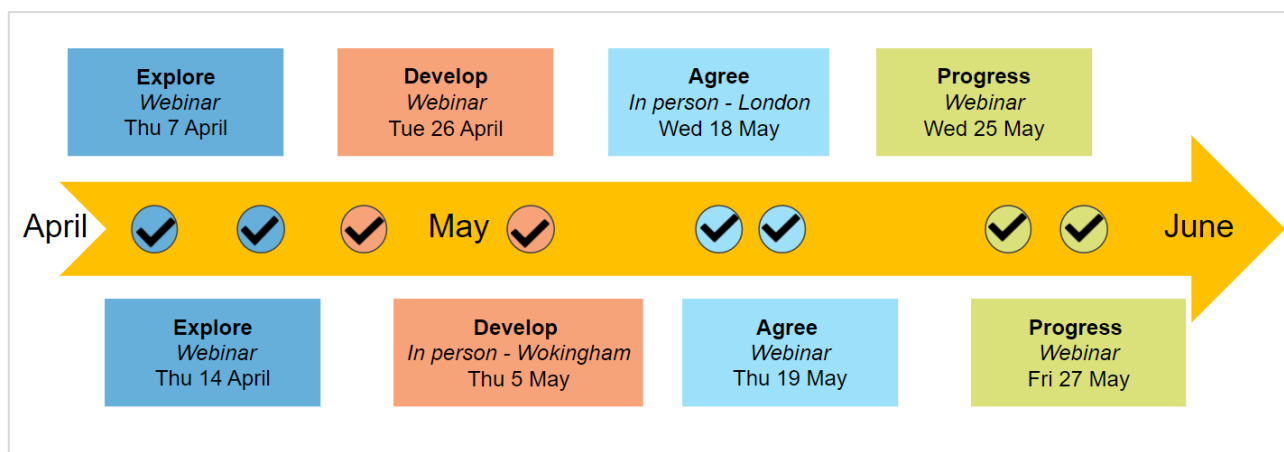 Explore
Webinar
Thu 7 April
Develop
Webinar
Tue 26 April
Agree
In person - London
Wed 18 May
Progress
Webinar
Wed 25 May
April
May
June
Explore
Webinar
Thu 14 April
Develop
In person - Wokingham
Thu 5 May
Agree
Webinar
Thu 19 May
Progress
Webinar
Fri 27 May